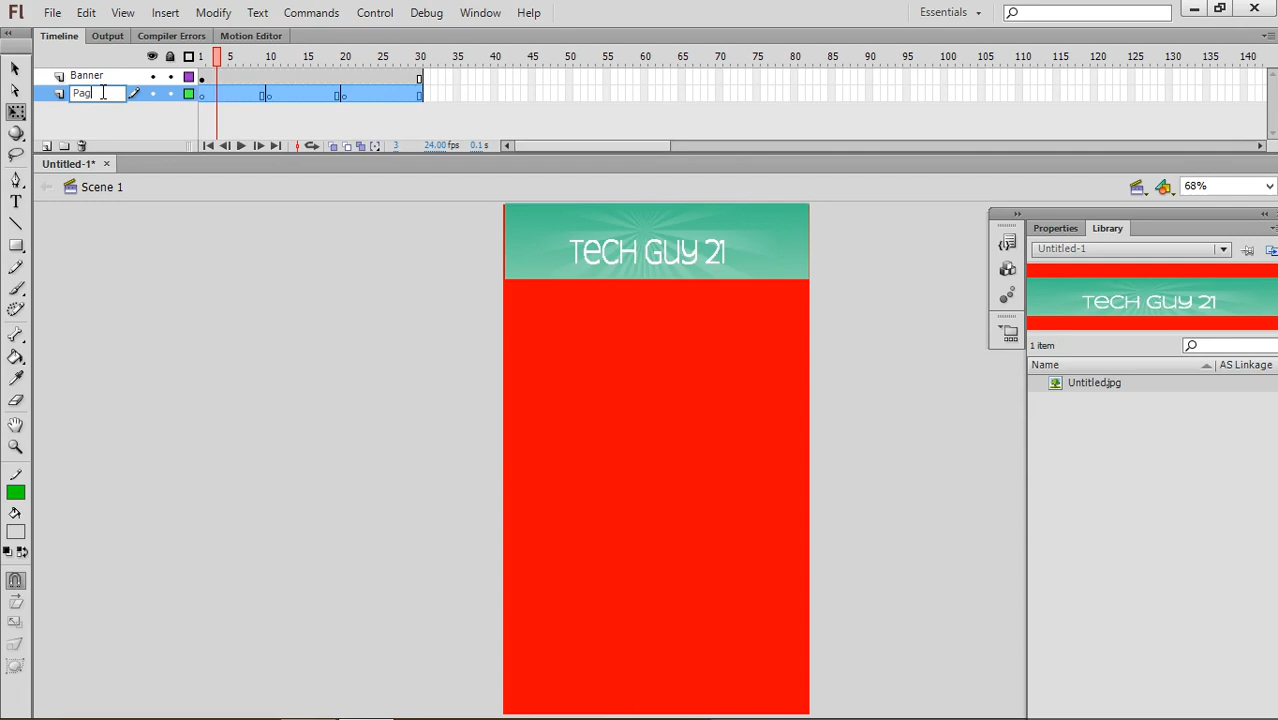 Fl File Edit View Insert Modify Text Commands Control Debug Window Help Essentials
Timeline Output Compiler Errors Motion Editor
1 5 10 15 20 25 30 35 40 45 50 55 60 65 70 75 80 85 90 95 100 105 110 115 120 125 130 135 140
Banner
Pag
3 24.00 fps 0.1 s
Untitled-1*
Scene 1 68%
TECH GUY 21
Properties Library
Untitled-1
TECH GUY 21
1 item
Name AS Linkage
Untitled.jpg